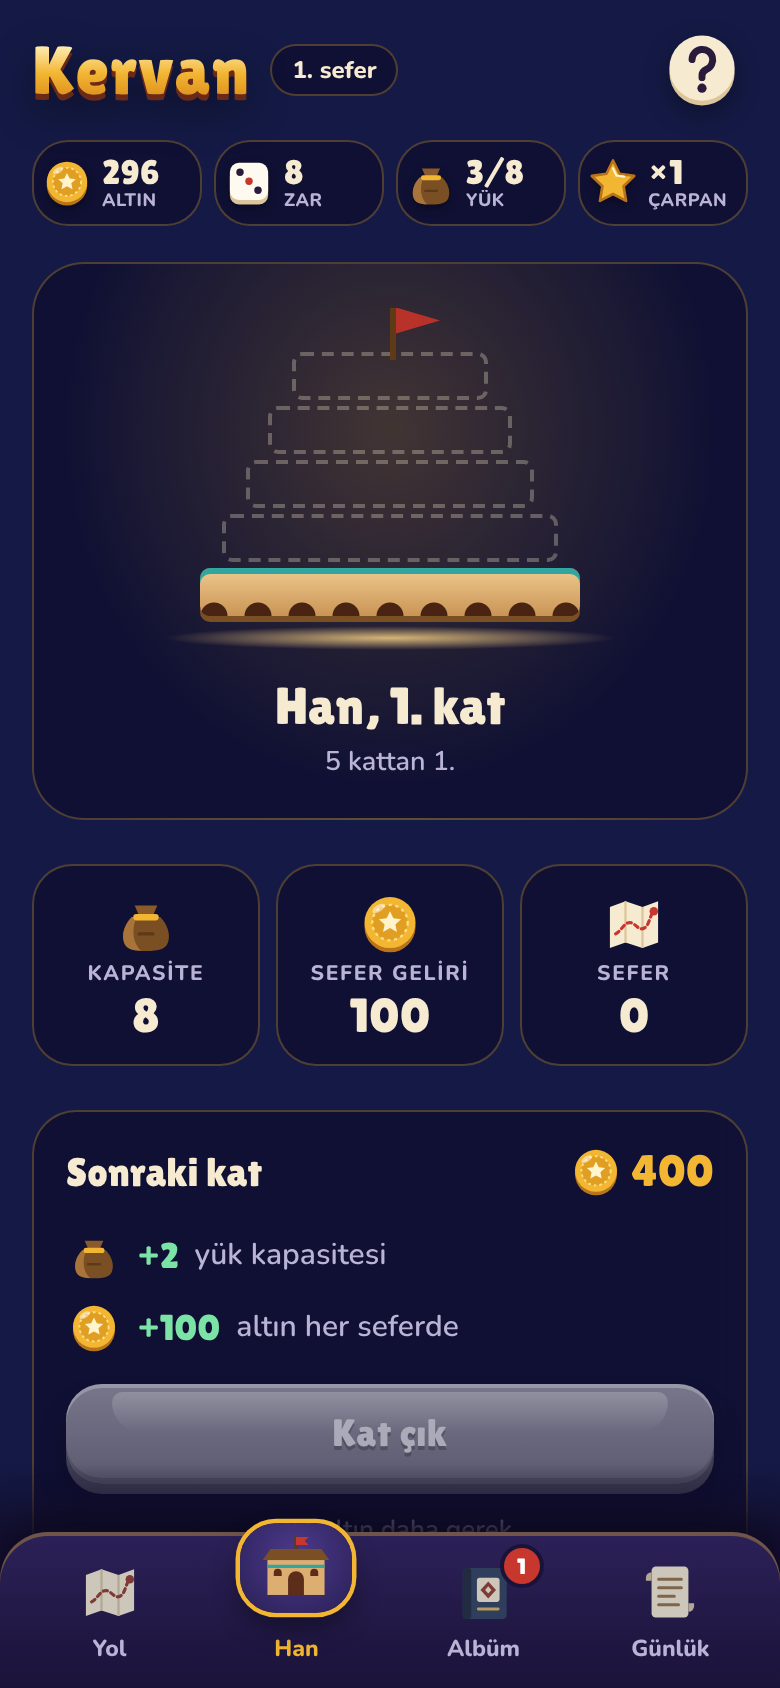 Kervan
1. sefer
?
296
ALTIN
8
ZAR
3/8
YÜK
×1
ÇARPAN
Han, 1. kat
5 kattan 1.
KAPASİTE
8
SEFER GELİRİ
100
SEFER
0
Sonraki kat
400
+2 yük kapasitesi
+100 altın her seferde
Kat çık
daha gerek
1
Yol
Han
Albüm
Günlük